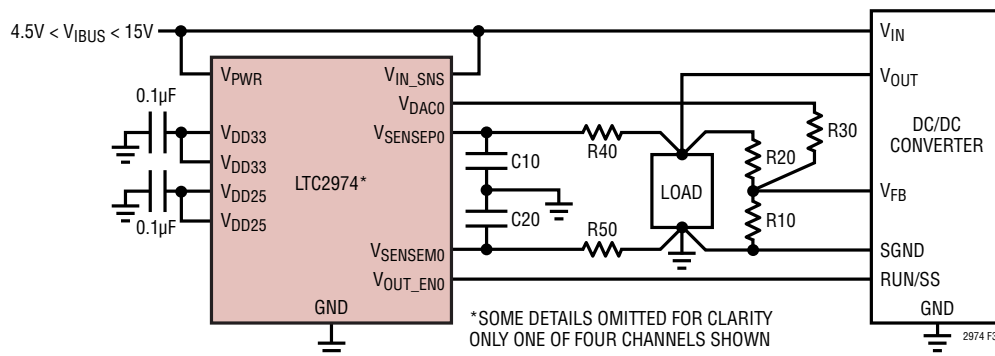 4.5V < VIBUS < 15V
VPWR
VIN_SNS
VDAC0
VSENSEP0
0.1µF
VDD33
VDD33
VDD25
VDD25
0.1µF
LTC2974*
VSENSEM0
VOUT_EN0
GND
C10
C20
R40
R50
LOAD
R20
R30
R10
VIN
VOUT
DC/DC
CONVERTER
VFB
SGND
RUN/SS
GND
*SOME DETAILS OMITTED FOR CLARITY
ONLY ONE OF FOUR CHANNELS SHOWN
2974 F3